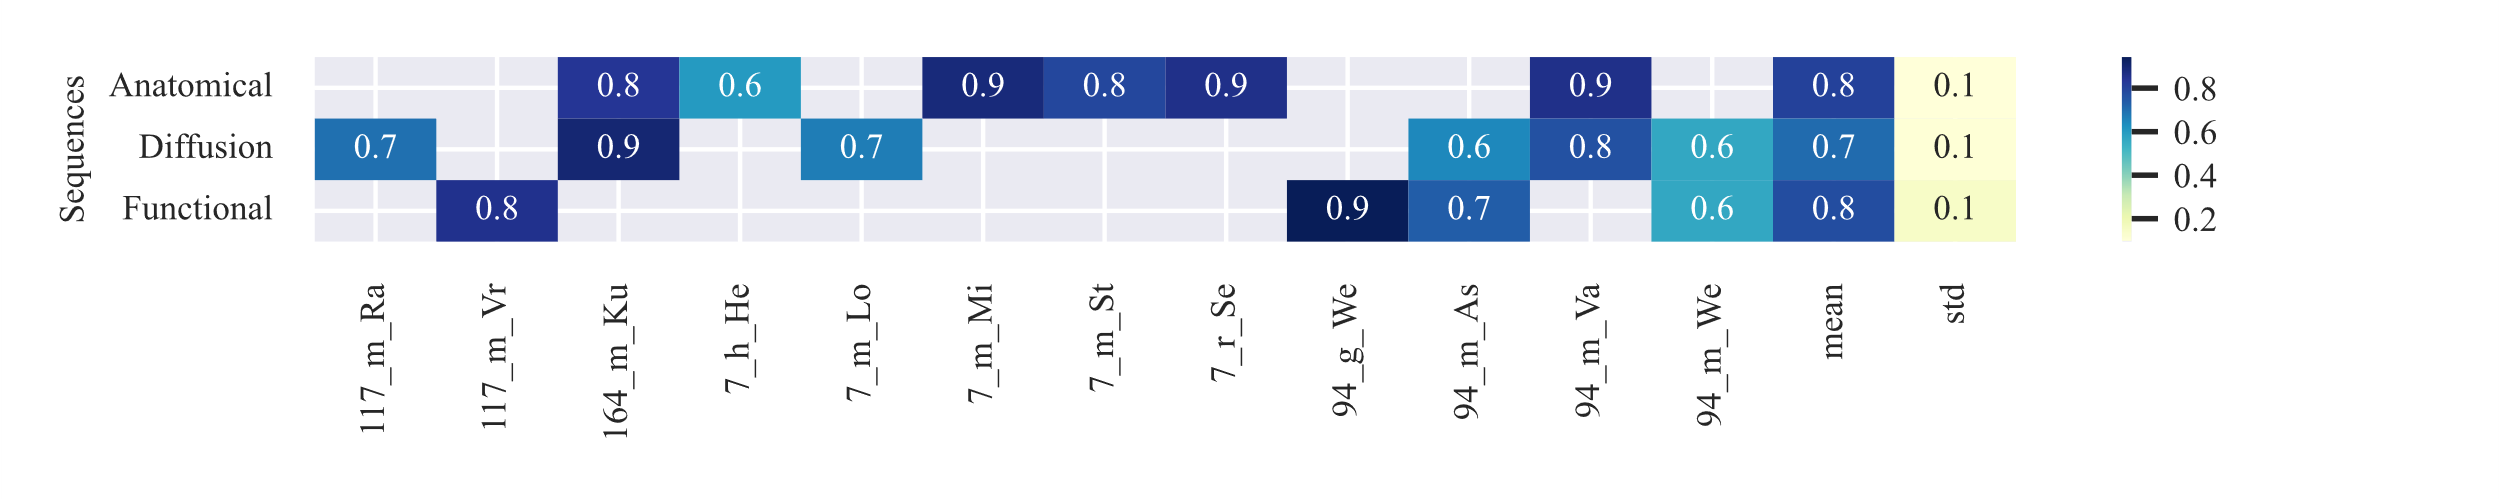 Sequences
Anatomical 0.8 0.6 0.9 0.8 0.9 0.9 0.8 0.1
Diffusion 0.7 0.9 0.7 0.6 0.8 0.6 0.7 0.1
Functional 0.8 0.9 0.7 0.6 0.8 0.1
117_m_Ra
117_m_Vr
164_m_Ku
7_h_He
7_m_Lo
7_m_Mi
7_m_St
7_r_Se
94_g_We
94_m_As
94_m_Va
94_m_We
mean
std
0.8
0.6
0.4
0.2